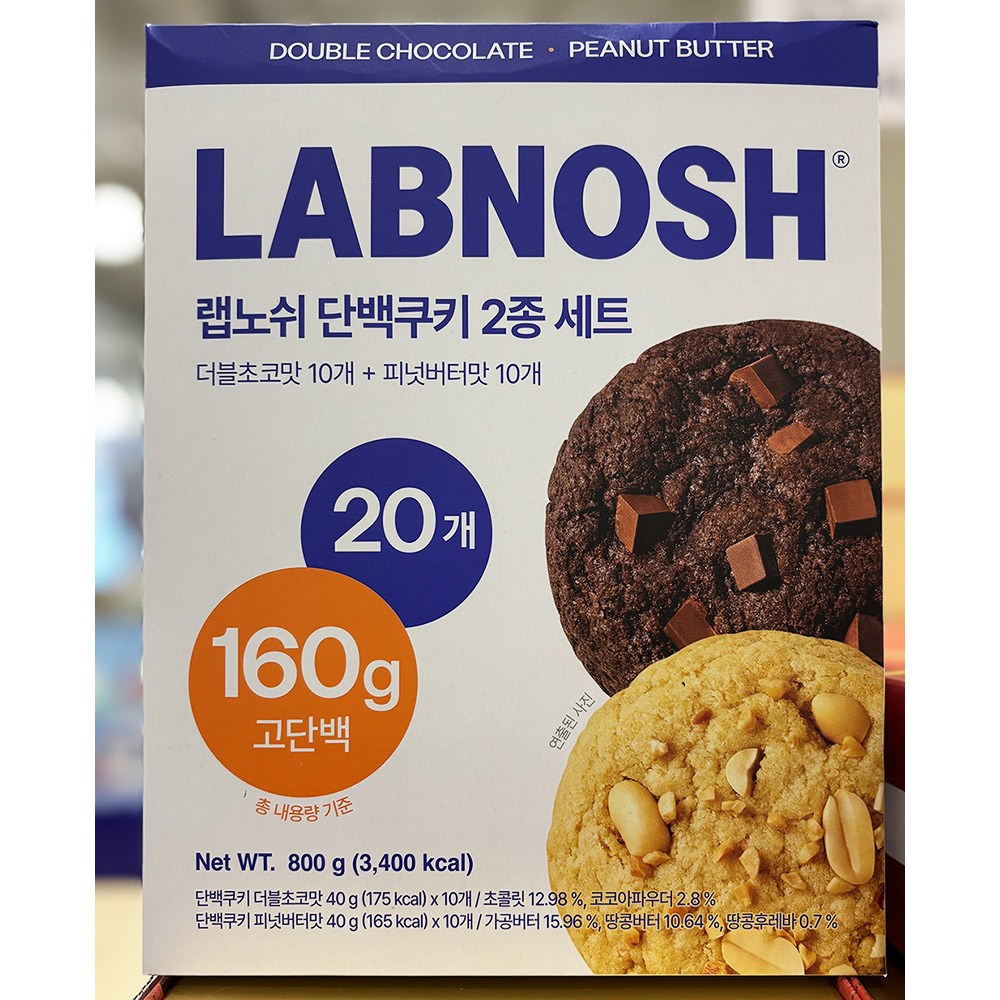 DOUBLE CHOCOLATE · PEANUT BUTTER
LABNOSH®
랩노쉬 단백쿠키 2종 세트
더블초코맛 10개 + 피넛버터맛 10개
20개
160g
고단백
총 내용량 기준
연출된 사진
Net WT. 800 g (3,400 kcal)
단백쿠키 더블초코맛 40 g (175 kcal) x 10개 / 초콜릿 12.98 %, 코코아파우더 2.8 %
단백쿠키 피넛버터맛 40 g (165 kcal) x 10개 / 가공버터 15.96 %, 땅콩버터 10.64 %, 땅콩후레바 0.7 %